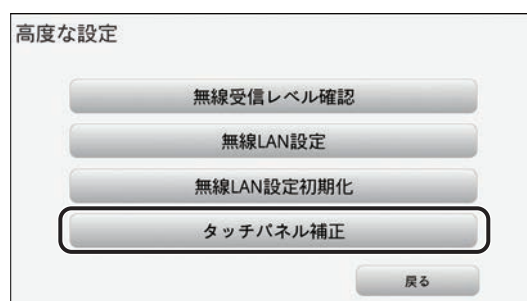 高度な設定
無線受信レベル確認
無線LAN設定
無線LAN設定初期化
タッチパネル補正
戻る